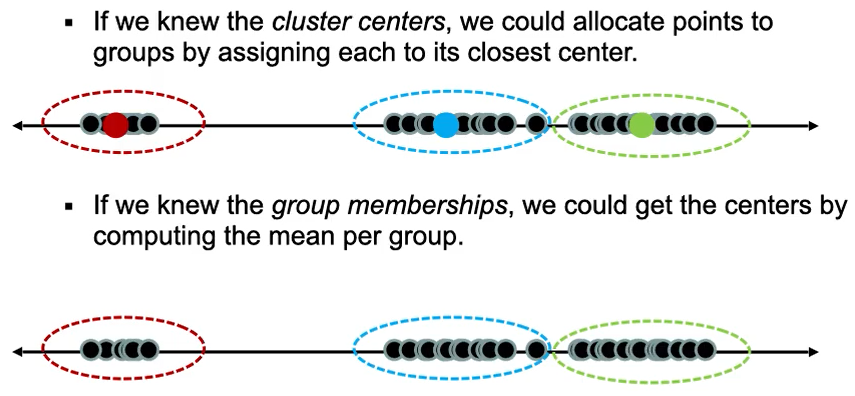 ▪ If we knew the cluster centers, we could allocate points to
groups by assigning each to its closest center.
▪ If we knew the group memberships, we could get the centers by
computing the mean per group.